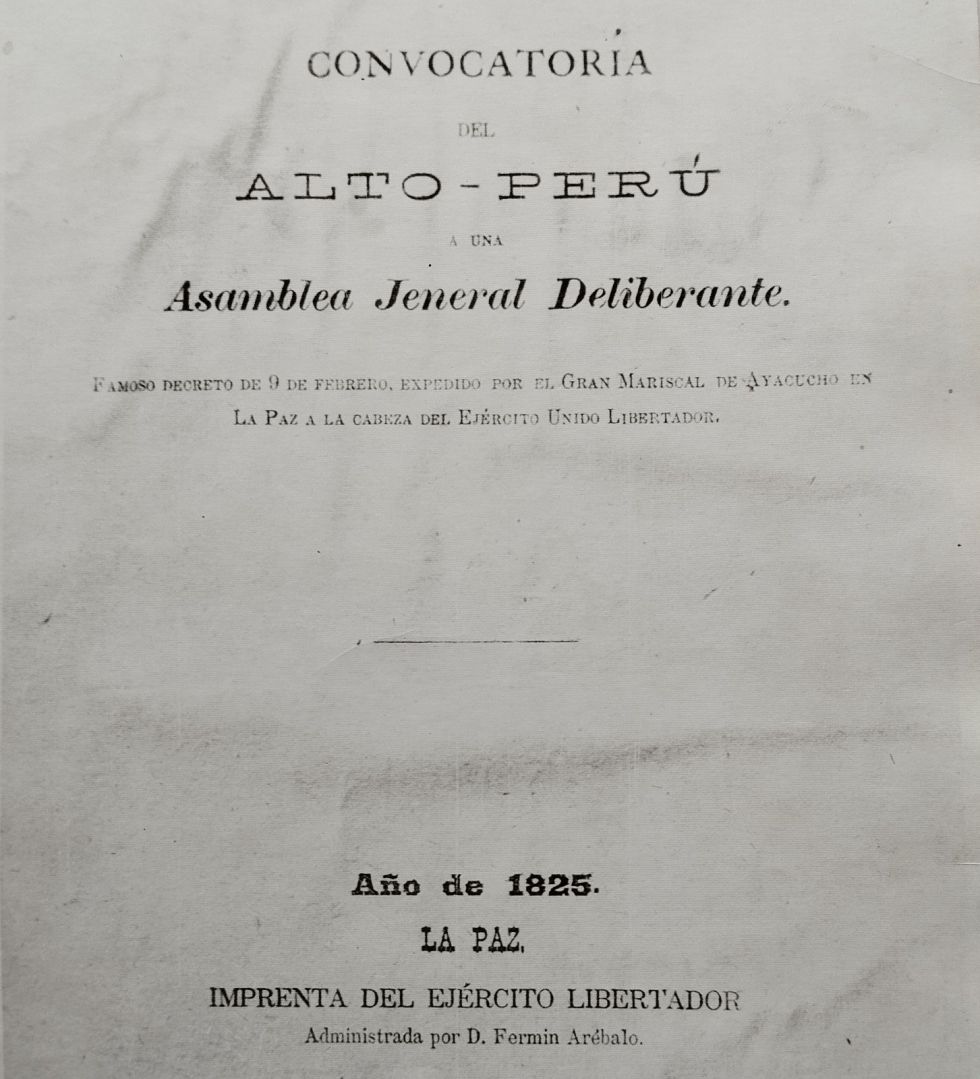 CONVOCATORÍA
DEL
ALTO-PERÚ
A UNA
Asamblea Jeneral Deliberante.
FAMOSO DECRETO DE 9 DE FEBRERO, EXPEDIDO POR EL GRAN MARISCAL DE AYACUCHO EN
LA PAZ A LA CABEZA DEL EJÉRCITO UNIDO LIBERTADOR.
Año de 1825.
LA PAZ.
IMPRENTA DEL EJÉRCITO LIBERTADOR
Administrada por D. Fermin Arébalo.